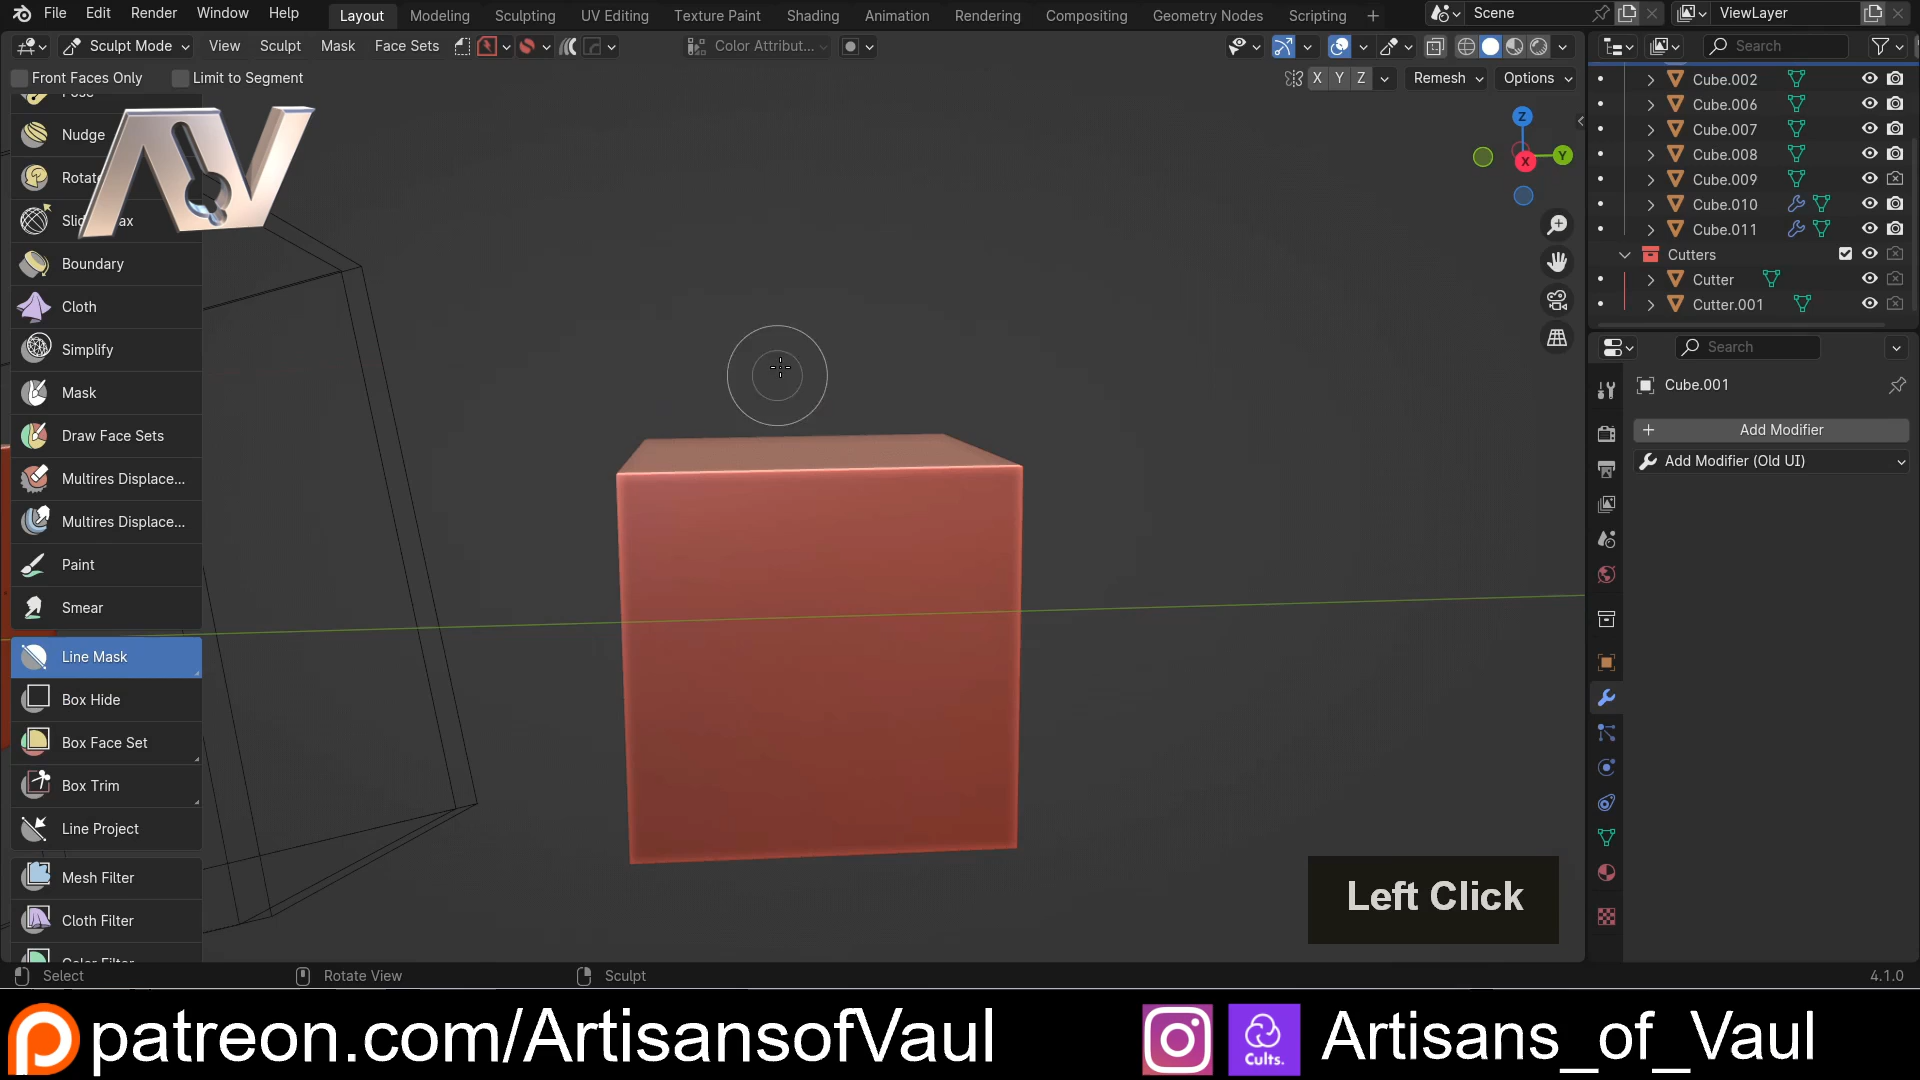 File Edit Render Window Help Layout Modeling Sculpting UV Editing Texture Paint Shading Animation Rendering Compositing Geometry Nodes Scripting + Scene ViewLayer
Sculpt Mode View Sculpt Mask Face Sets Color Attribut... Search
Front Faces Only Limit to Segment X Y Z Remesh Options
Nudge
Boundary
Cloth
Simplify
Mask
Draw Face Sets
Multires Displace...
Multires Displace...
Paint
Smear
Line Mask
Box Hide
Box Face Set
Box Trim
Line Project
Mesh Filter
Cloth Filter
AV
Z
Y
X
Left Click
Cube.002
Cube.006
Cube.007
Cube.008
Cube.009
Cube.010
Cube.011
Cutters
Cutter
Cutter.001
Search
Cube.001
Add Modifier
Add Modifier (Old UI)
Select Rotate View Sculpt 4.1.0
patreon.com/ArtisansofVaul Cults. Artisans_of_Vaul